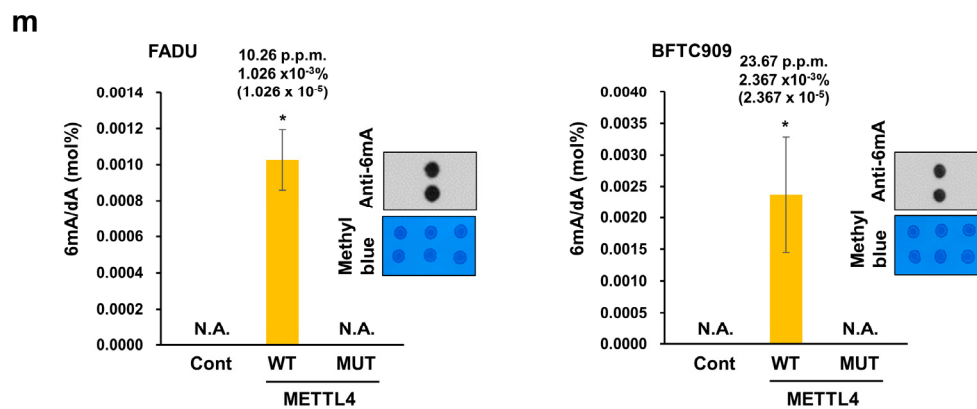 m
FADU
10.26 p.p.m.
1.026 x10-3%
(1.026 x 10-5)
*
6mA/dA (mol%)
0.0014
0.0012
0.0010
0.0008
0.0006
0.0004
0.0002
0.0000
N.A.
N.A.
Cont
WT
MUT
METTL4
Anti-6mA
Methyl
blue
BFTC909
23.67 p.p.m.
2.367 x10-3%
(2.367 x 10-5)
*
6mA/dA (mol%)
0.0040
0.0035
0.0030
0.0025
0.0020
0.0015
0.0010
0.0005
0.0000
N.A.
N.A.
Cont
WT
MUT
METTL4
Anti-6mA
Methyl
blue